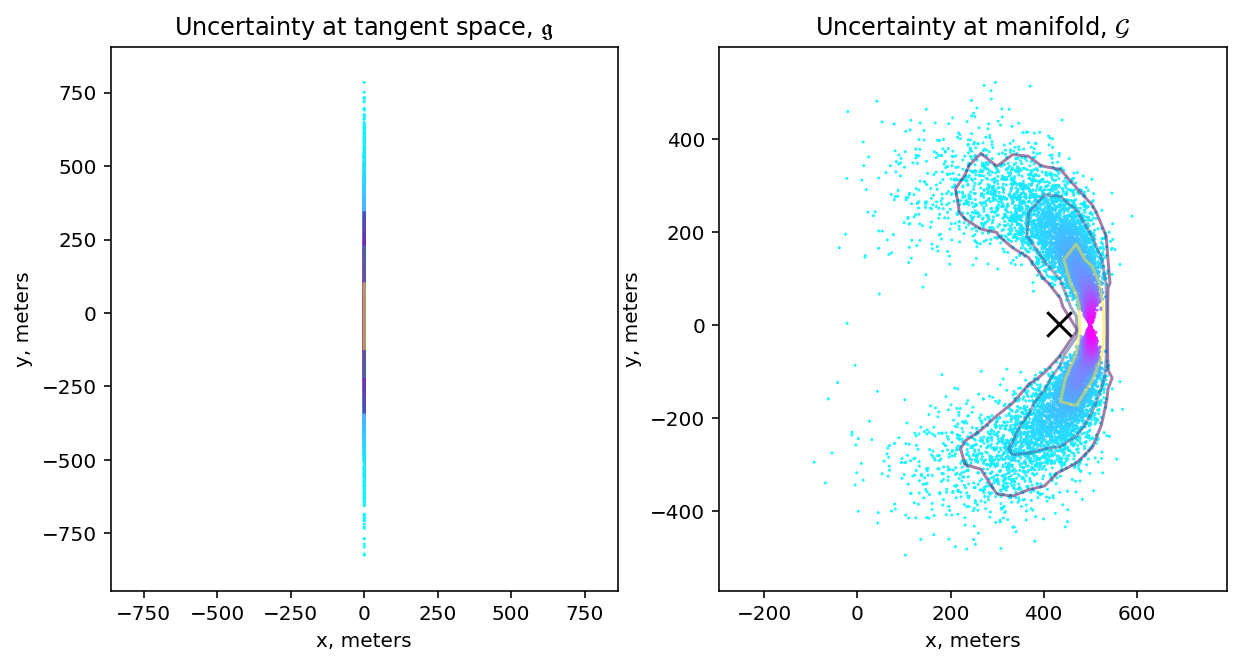 Uncertainty at tangent space, 𝔤
750
500
250
0
−250
−500
−750
y, meters
−750 −500 −250 0 250 500 750
x, meters
Uncertainty at manifold, 𝒢
400
200
0
−200
−400
y, meters
−200 0 200 400 600
x, meters